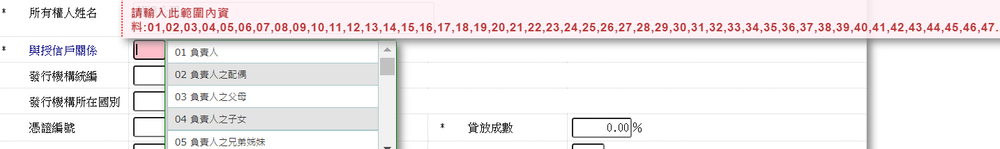 * 所有權人姓名
請輸入此範圍內資
料:01,02,03,04,05,06,07,08,09,10,11,12,13,14,15,16,17,18,19,20,21,22,23,24,25,26,27,28,29,30,31,32,33,34,35,36,37,38,39,40,41,42,43,44,45,46,47.
* 與授信戶關係
01 負責人
02 負責人之配偶
發行機構統編
03 負責人之父母
發行機構所在國別
04 負責人之子女
憑證編號
* 貸放成數 0.00%
05 負責人之兄弟姊妹